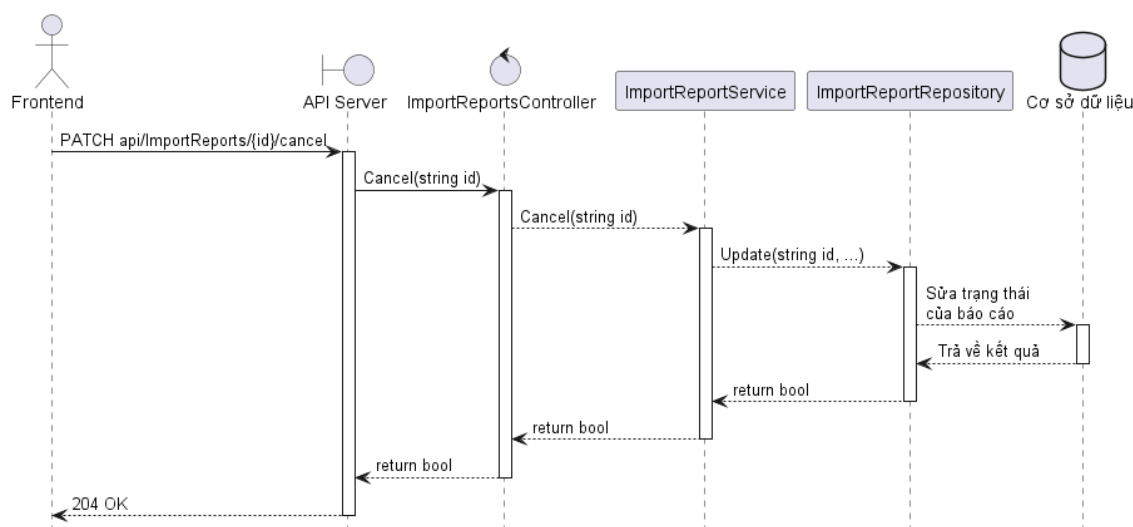 Frontend
API Server
ImportReportsController
ImportReportService
ImportReportRepository
Cơ sở dữ liệu
PATCH api/ImportReports/{id}/cancel
Cancel(string id)
Cancel(string id)
Update(string id, ...)
Sửa trạng thái
của báo cáo
Trả về kết quả
return bool
return bool
return bool
204 OK